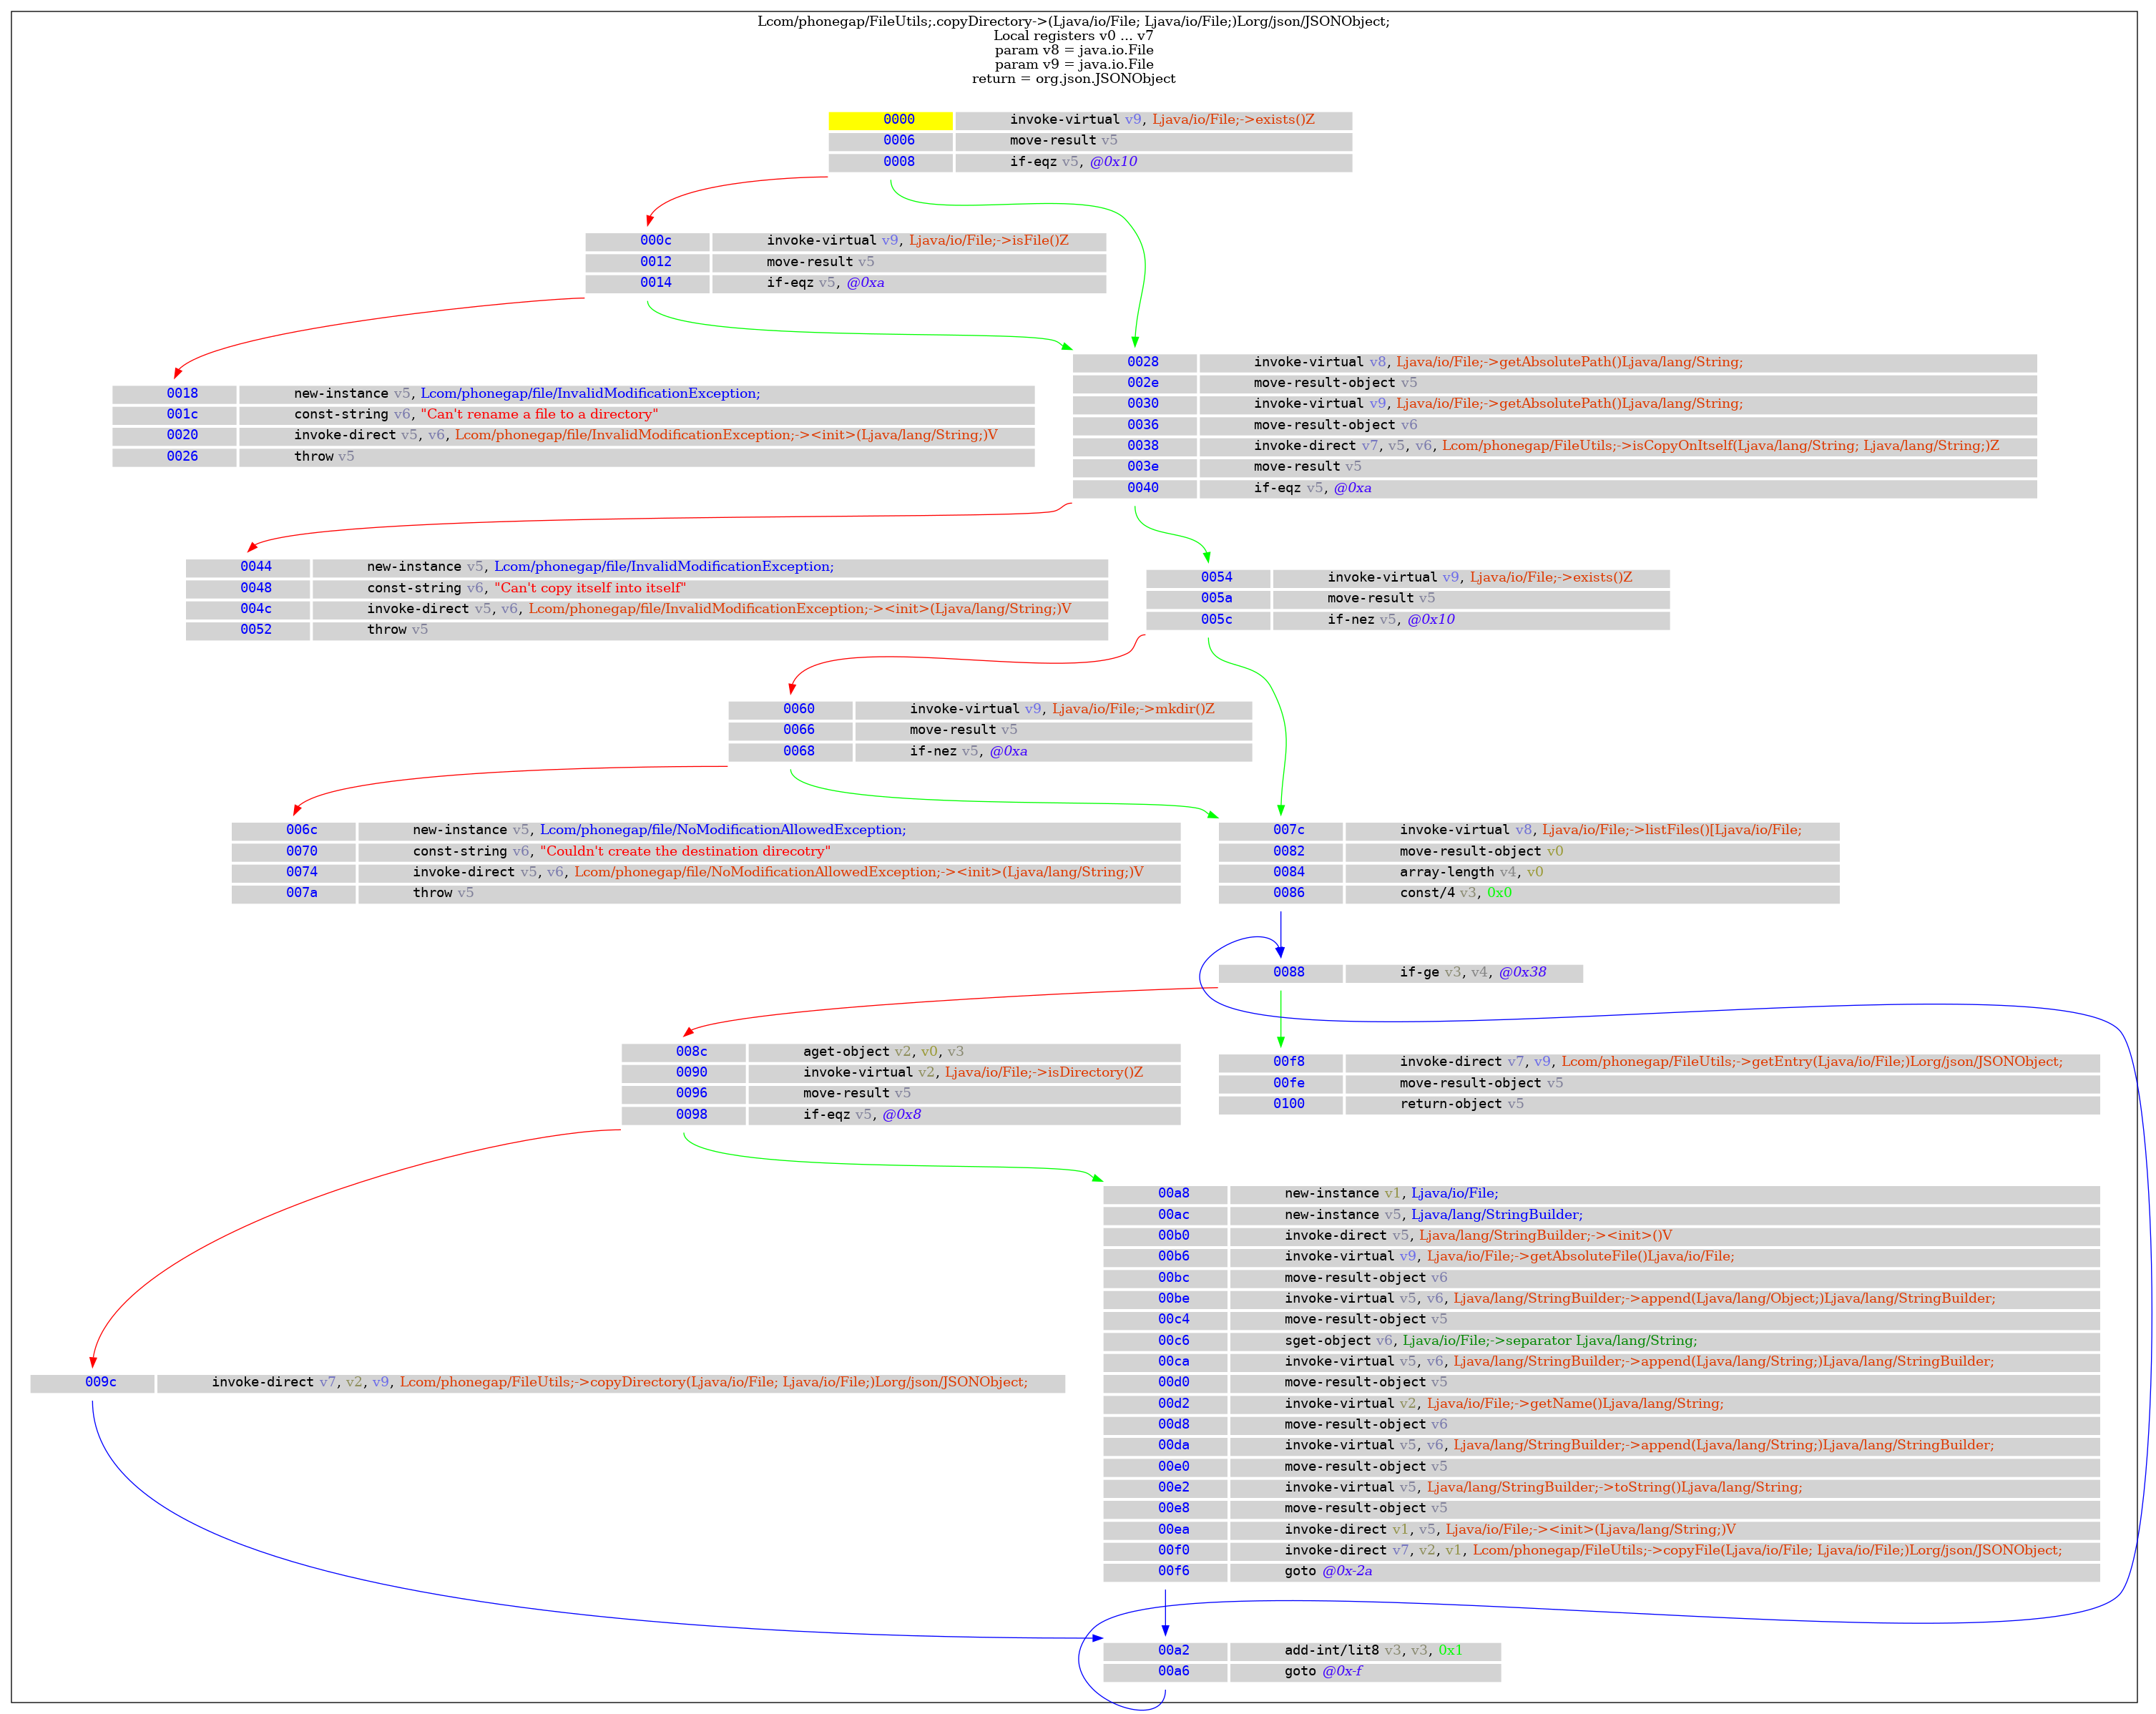 Lcom/phonegap/FileUtils;.copyDirectory->(Ljava/io/File; Ljava/io/File;)Lorg/json/JSONObject;
Local registers v0 ... v7
param v8 = java.io.File
param v9 = java.io.File
return = org.json.JSONObject
0000 invoke-virtual v9, Ljava/io/File;->exists()Z
0006 move-result v5
0008 if-eqz v5, @0x10
000c invoke-virtual v9, Ljava/io/File;->isFile()Z
0012 move-result v5
0014 if-eqz v5, @0xa
0018 new-instance v5, Lcom/phonegap/file/InvalidModificationException;
001c const-string v6, "Can't rename a file to a directory"
0020 invoke-direct v5, v6, Lcom/phonegap/file/InvalidModificationException;-><init>(Ljava/lang/String;)V
0026 throw v5
0028 invoke-virtual v8, Ljava/io/File;->getAbsolutePath()Ljava/lang/String;
002e move-result-object v5
0030 invoke-virtual v9, Ljava/io/File;->getAbsolutePath()Ljava/lang/String;
0036 move-result-object v6
0038 invoke-direct v7, v5, v6, Lcom/phonegap/FileUtils;->isCopyOnItself(Ljava/lang/String; Ljava/lang/String;)Z
003e move-result v5
0040 if-eqz v5, @0xa
0044 new-instance v5, Lcom/phonegap/file/InvalidModificationException;
0048 const-string v6, "Can't copy itself into itself"
004c invoke-direct v5, v6, Lcom/phonegap/file/InvalidModificationException;-><init>(Ljava/lang/String;)V
0052 throw v5
0054 invoke-virtual v9, Ljava/io/File;->exists()Z
005a move-result v5
005c if-nez v5, @0x10
0060 invoke-virtual v9, Ljava/io/File;->mkdir()Z
0066 move-result v5
0068 if-nez v5, @0xa
006c new-instance v5, Lcom/phonegap/file/NoModificationAllowedException;
0070 const-string v6, "Couldn't create the destination direcotry"
0074 invoke-direct v5, v6, Lcom/phonegap/file/NoModificationAllowedException;-><init>(Ljava/lang/String;)V
007a throw v5
007c invoke-virtual v8, Ljava/io/File;->listFiles()[Ljava/io/File;
0082 move-result-object v0
0084 array-length v4, v0
0086 const/4 v3, 0x0
0088 if-ge v3, v4, @0x38
008c aget-object v2, v0, v3
0090 invoke-virtual v2, Ljava/io/File;->isDirectory()Z
0096 move-result v5
0098 if-eqz v5, @0x8
00f8 invoke-direct v7, v9, Lcom/phonegap/FileUtils;->getEntry(Ljava/io/File;)Lorg/json/JSONObject;
00fe move-result-object v5
0100 return-object v5
00a8 new-instance v1, Ljava/io/File;
00ac new-instance v5, Ljava/lang/StringBuilder;
00b0 invoke-direct v5, Ljava/lang/StringBuilder;-><init>()V
00b6 invoke-virtual v9, Ljava/io/File;->getAbsoluteFile()Ljava/io/File;
00bc move-result-object v6
00be invoke-virtual v5, v6, Ljava/lang/StringBuilder;->append(Ljava/lang/Object;)Ljava/lang/StringBuilder;
00c4 move-result-object v5
00c6 sget-object v6, Ljava/io/File;->separator Ljava/lang/String;
00ca invoke-virtual v5, v6, Ljava/lang/StringBuilder;->append(Ljava/lang/String;)Ljava/lang/StringBuilder;
00d0 move-result-object v5
00d2 invoke-virtual v2, Ljava/io/File;->getName()Ljava/lang/String;
00d8 move-result-object v6
00da invoke-virtual v5, v6, Ljava/lang/StringBuilder;->append(Ljava/lang/String;)Ljava/lang/StringBuilder;
00e0 move-result-object v5
00e2 invoke-virtual v5, Ljava/lang/StringBuilder;->toString()Ljava/lang/String;
00e8 move-result-object v5
00ea invoke-direct v1, v5, Ljava/io/File;-><init>(Ljava/lang/String;)V
00f0 invoke-direct v7, v2, v1, Lcom/phonegap/FileUtils;->copyFile(Ljava/io/File; Ljava/io/File;)Lorg/json/JSONObject;
00f6 goto @0x-2a
009c invoke-direct v7, v2, v9, Lcom/phonegap/FileUtils;->copyDirectory(Ljava/io/File; Ljava/io/File;)Lorg/json/JSONObject;
00a2 add-int/lit8 v3, v3, 0x1
00a6 goto @0x-f